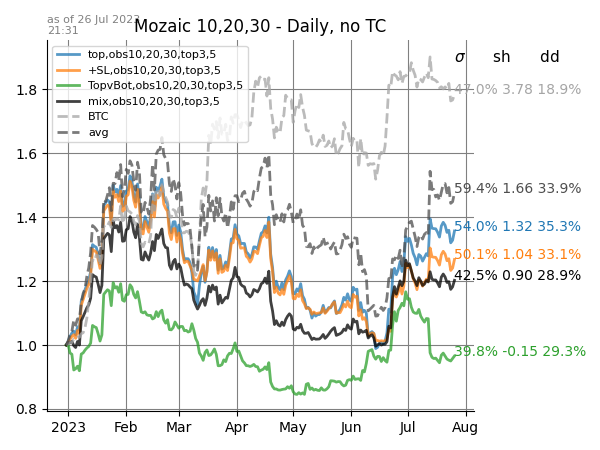 as of 26 Jul 2023
21:31
Mozaic 10,20,30 - Daily, no TC
σ sh dd
top,obs10,20,30,top3,5
+SL,obs10,20,30,top3,5
TopvBot,obs10,20,30,top3,5
mix,obs10,20,30,top3,5
BTC
avg
47.0% 3.78 18.9%
59.4% 1.66 33.9%
54.0% 1.32 35.3%
50.1% 1.04 33.1%
42.5% 0.90 28.9%
39.8% -0.15 29.3%
1.8
1.6
1.4
1.2
1.0
0.8
2023 Feb Mar Apr May Jun Jul Aug